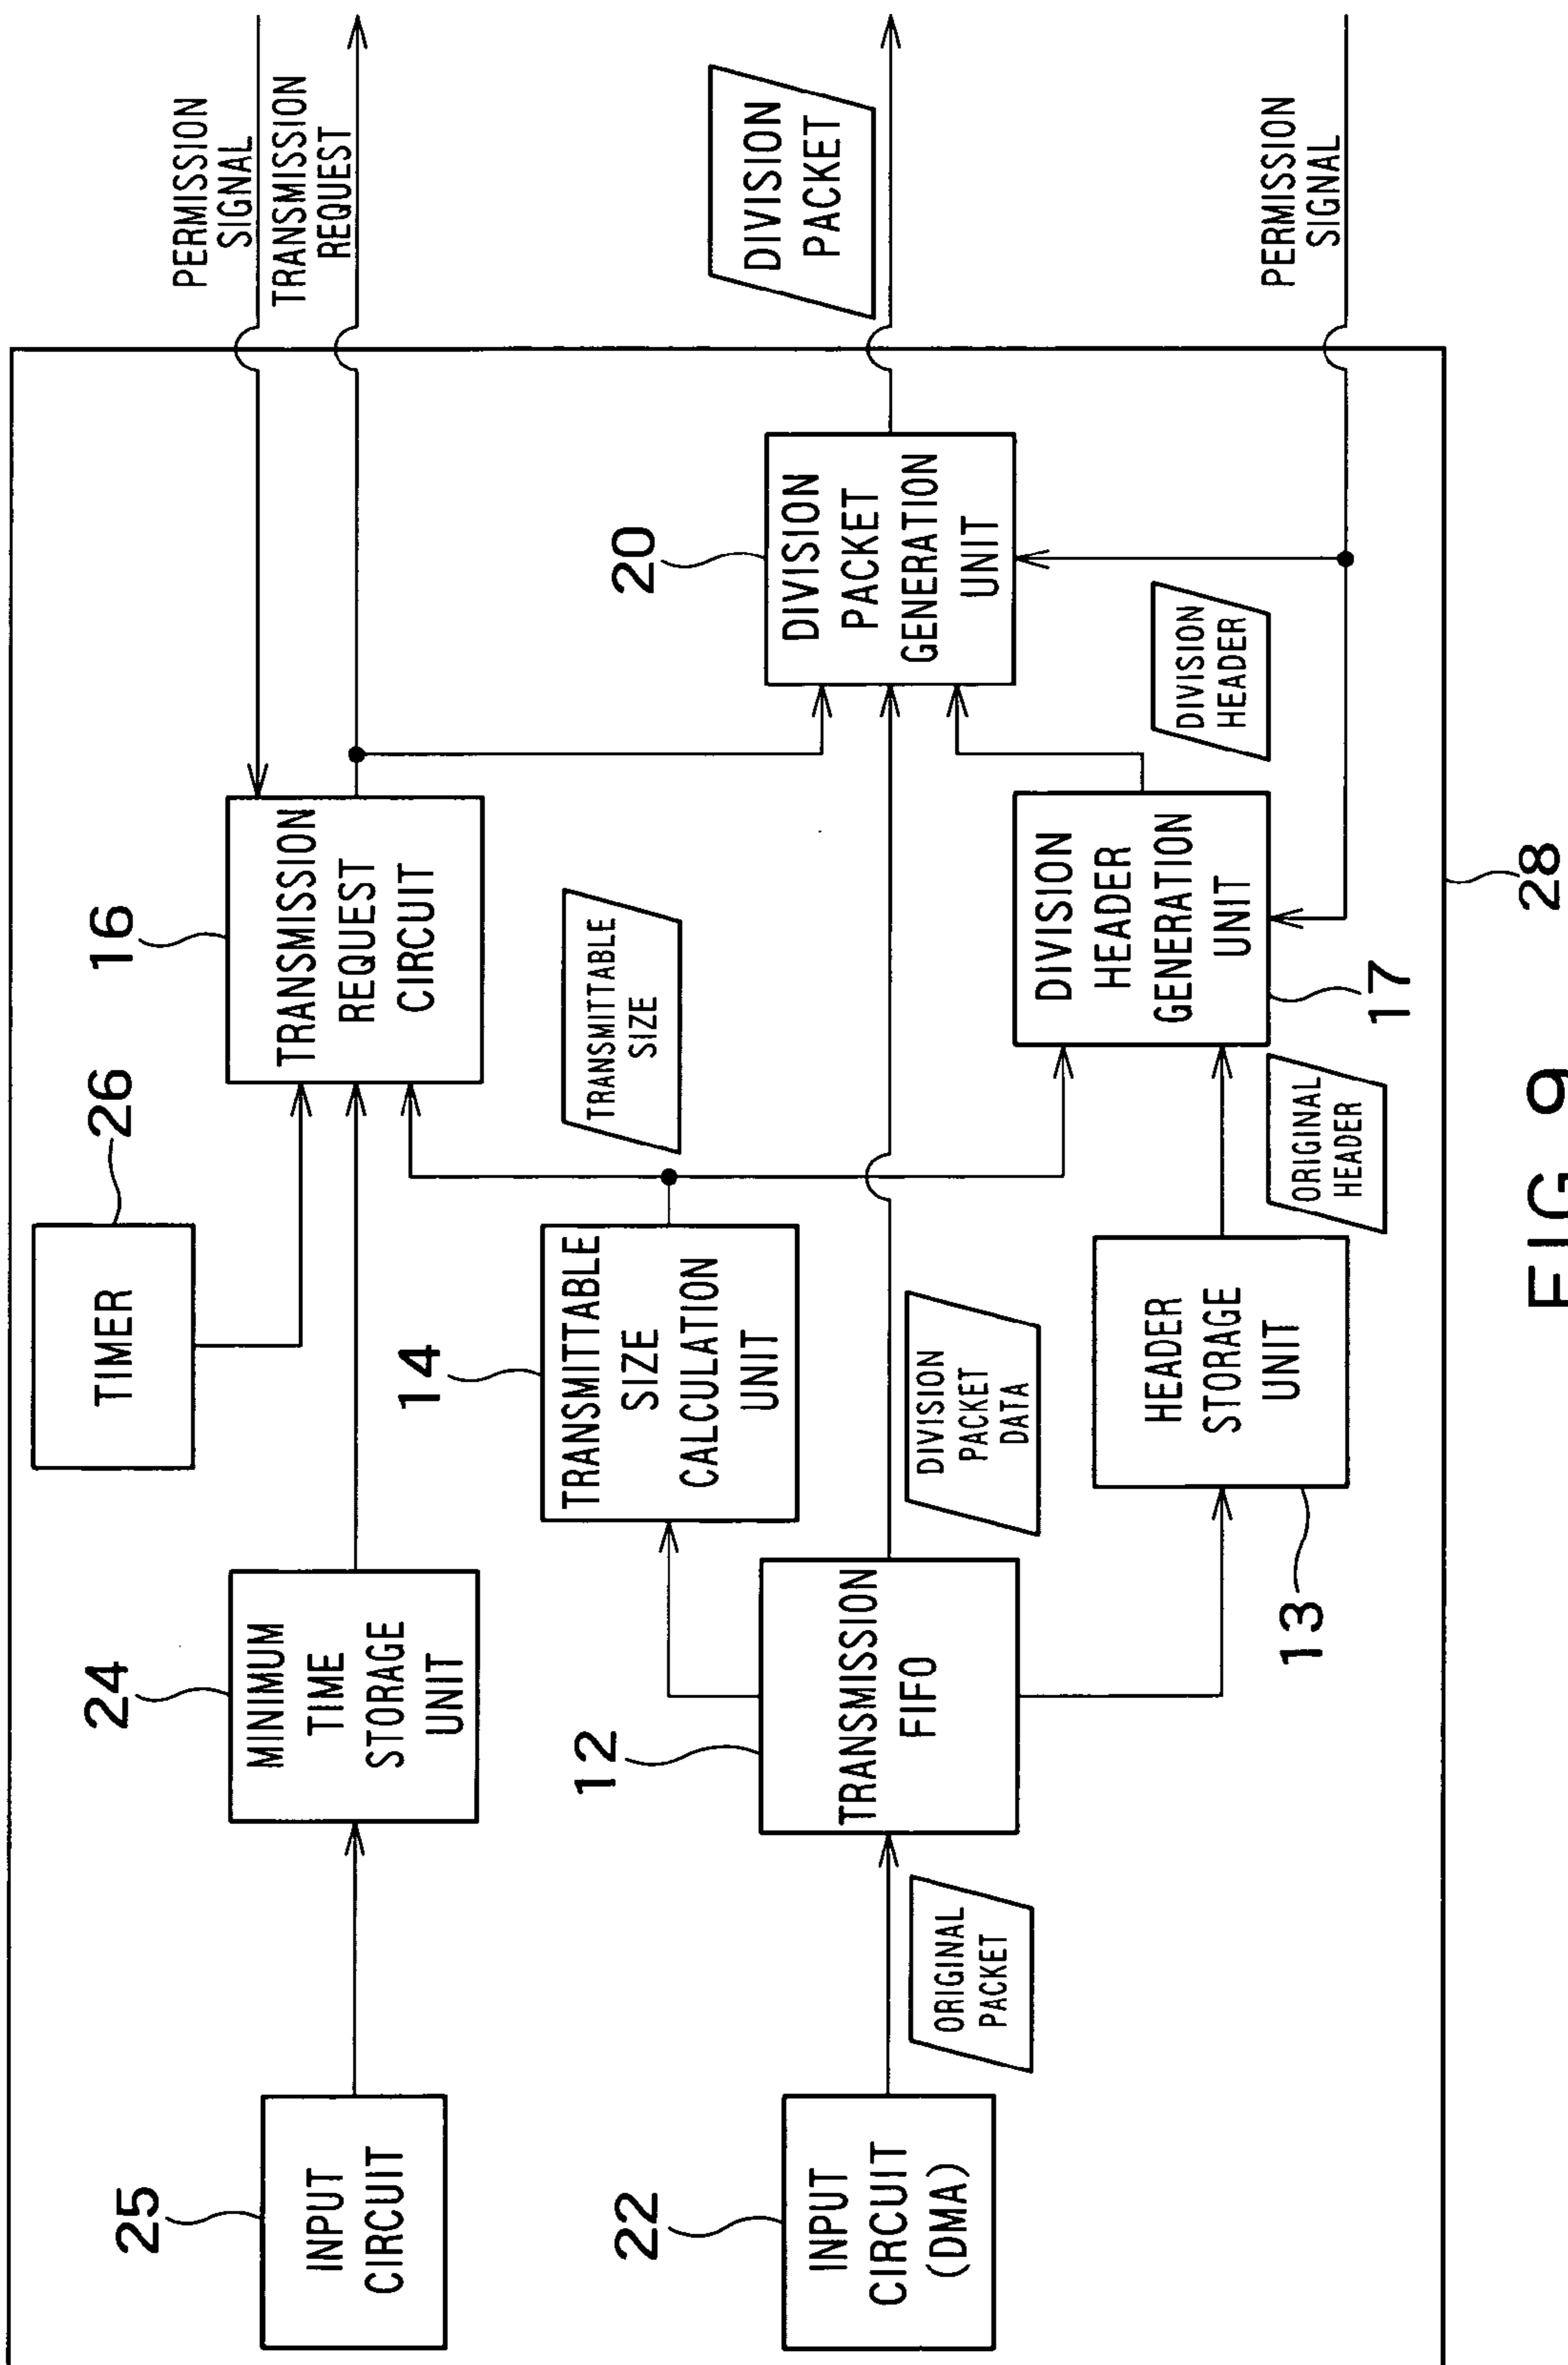 PERMISSION
SIGNAL
TRANSMISSION
REQUEST
26
TIMER
16
TRANSMISSION
REQUEST
CIRCUIT
25
INPUT
CIRCUIT
24
MINIMUM
TIME
STORAGE
UNIT
14
TRANSMITTABLE
SIZE
CALCULATION
UNIT
TRANSMITTABLE
SIZE
20
DIVISION
PACKET
GENERATION
UNIT
DIVISION
PACKET
22
INPUT
CIRCUIT
(DMA)
ORIGINAL
PACKET
12
TRANSMISSION
FIFO
DIVISION
PACKET
DATA
13
HEADER
STORAGE
UNIT
ORIGINAL
HEADER
17
DIVISION
HEADER
GENERATION
UNIT
DIVISION
HEADER
PERMISSION
SIGNAL
28
FIG. 9